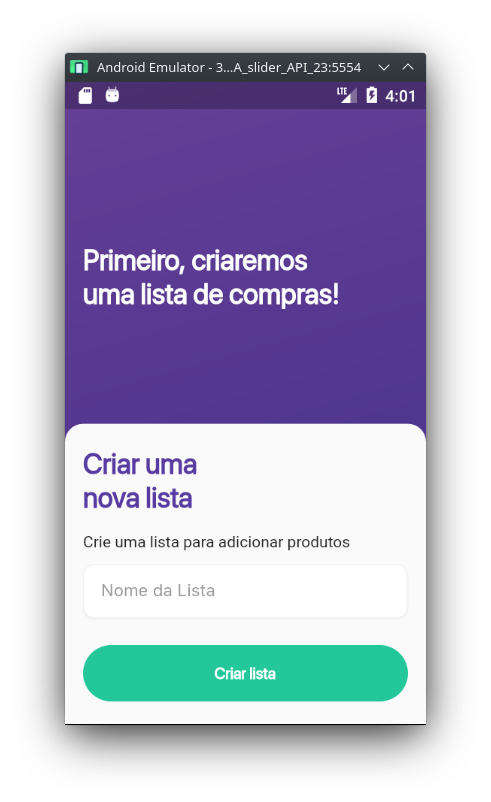 Android Emulator - 3...A_slider_API_23:5554
LTE 4:01
Primeiro, criaremos
uma lista de compras!
Criar uma
nova lista
Crie uma lista para adicionar produtos
Nome da Lista
Criar lista